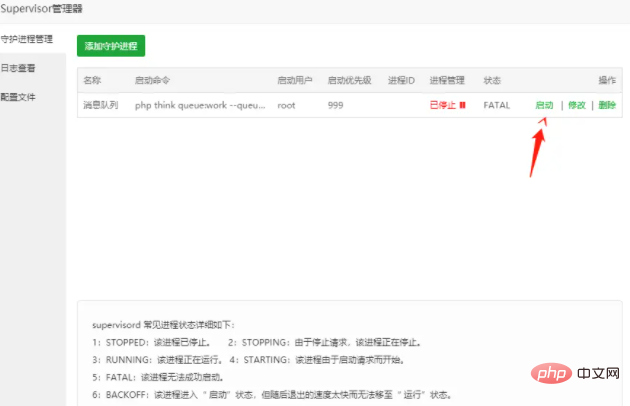 Supervisor管理器
守护进程管理
日志查看
配置文件
添加守护进程
名称 启动命令 启动用户 启动优先级 进程ID 进程管理 状态 操作
消息队列 php think queue:work --queu... root 999 已停止 FATAL 启动 | 修改 | 删除
supervisord 常见进程状态详细如下:
1：STOPPED：该进程已停止。 2：STOPPING：由于停止请求，该进程正在停止。
3：RUNNING：该进程正在运行。 4：STARTING：该进程由于启动请求而开始。
5：FATAL：该进程无法成功启动。
6：BACKOFF：该进程进入“ 启动”状态，但随后退出的速度太快而无法移至“ 运行”状态。
php 中文网